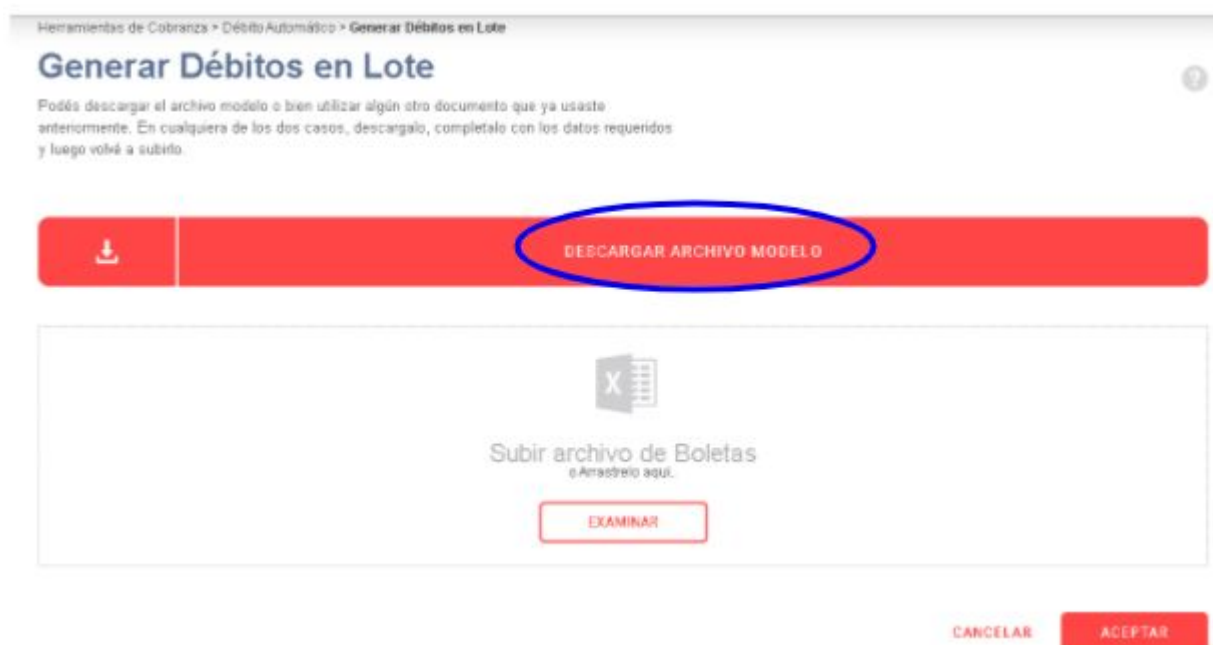 Herramientas de Cobranza > Débito Automático > Generar Débitos en Lote
Generar Débitos en Lote
Podés descargar el archivo modelo o bien utilizar algún otro documento que ya usaste
anteriormente. En cualquiera de los dos casos, descargalo, completalo con los datos requeridos
y luego volvé a subirlo.
DESCARGAR ARCHIVO MODELO
Subir archivo de Boletas
o Arrastrelo aquí.
EXAMINAR
CANCELAR ACEPTAR